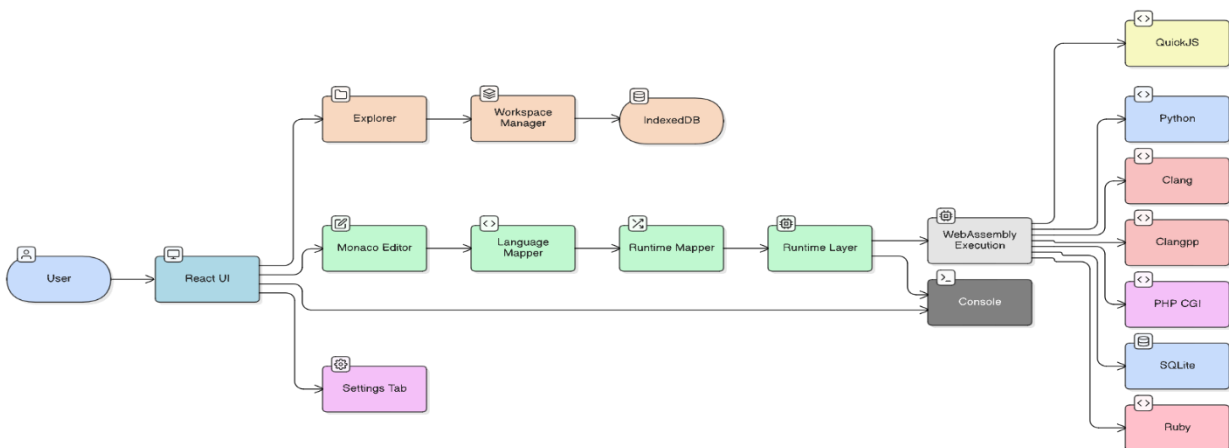 QuickJS
Explorer
Workspace
Manager
IndexedDB
Python
Clang
Monaco Editor
Language
Mapper
Runtime Mapper
Runtime Layer
WebAssembly
Execution
Clangpp
User
React UI
Console
PHP CGI
Settings Tab
SQLite
Ruby